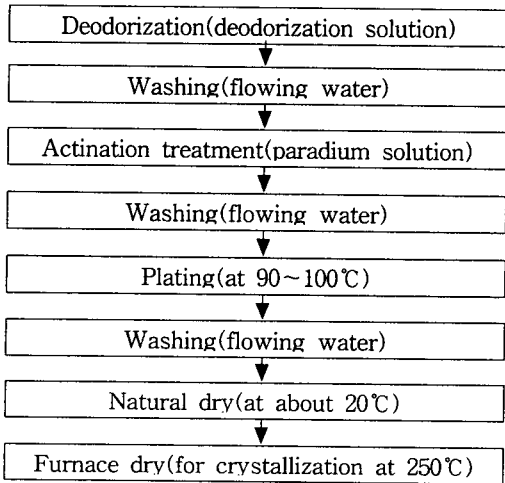 Deodorization(deodorization solution)
Washing(flowing water)
Actination treatment(paradium solution)
Washing(flowing water)
Plating(at 90~100℃)
Washing(flowing water)
Natural dry(at about 20℃)
Furnace dry(for crystallization at 250℃)